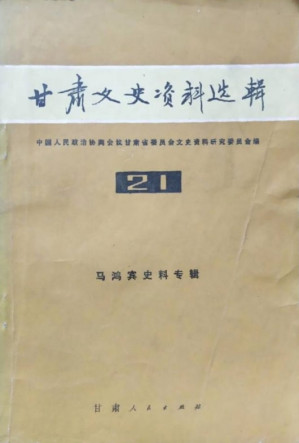 甘肃文史资料选辑
中国人民政治协商会议甘肃省委员会文史资料研究委员会编
21
马鸿宾史料专辑
甘肃人民出版社